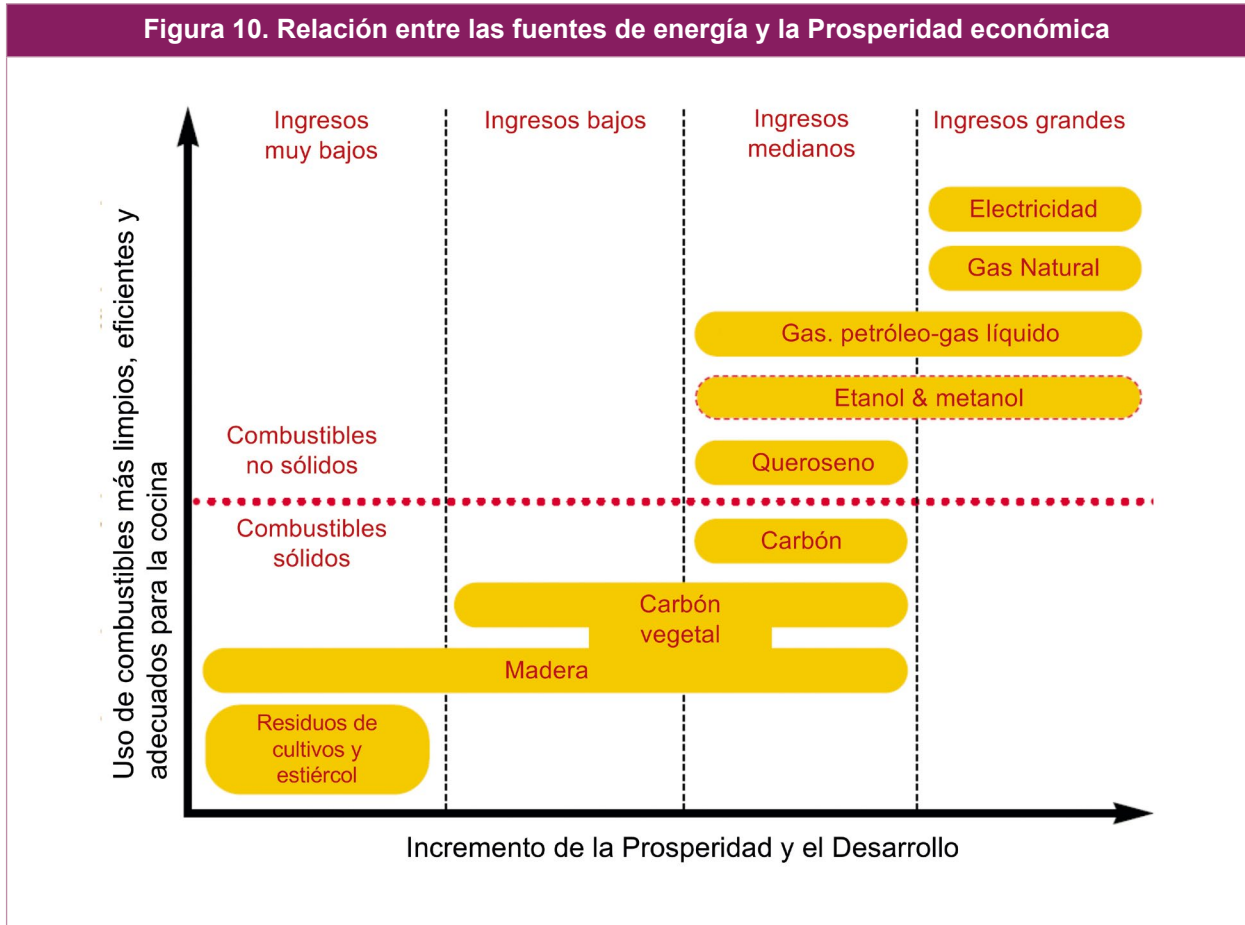 Figura 10. Relación entre las fuentes de energía y la Prosperidad económica
Ingresos
muy bajos
Ingresos bajos
Ingresos
medianos
Ingresos grandes
Electricidad
Gas Natural
Gas. petróleo-gas líquido
Etanol & metanol
Combustibles
no sólidos
Queroseno
Combustibles
sólidos
Carbón
Carbón
vegetal
Madera
Residuos de
cultivos y
estiércol
Uso de combustibles más limpios, eficientes y
adecuados para la cocina
Incremento de la Prosperidad y el Desarrollo